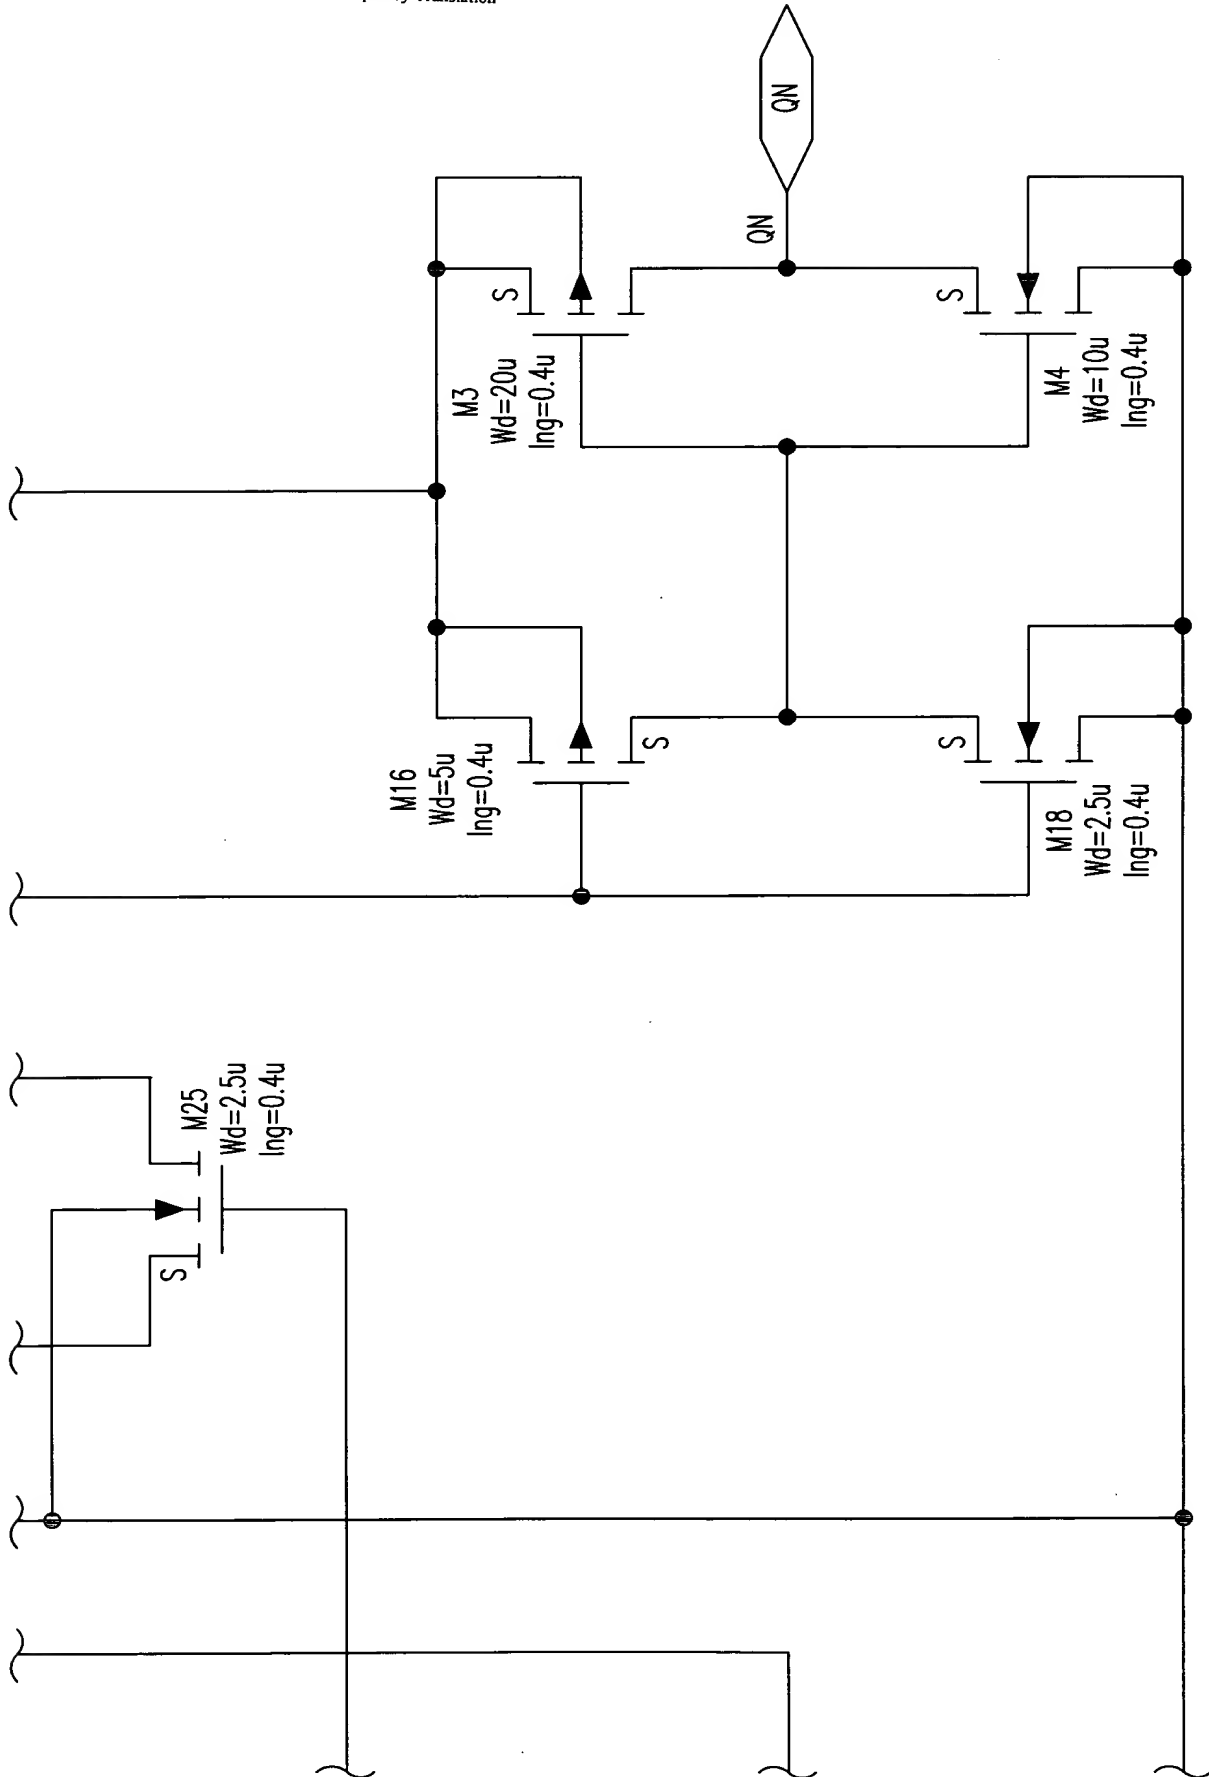 y Translation
QN
QN
S
M3
Wd=20u
lng=0.4u
S
M4
Wd=10u
lng=0.4u
M16
Wd=5u
lng=0.4u
S
S
M18
Wd=2.5u
lng=0.4u
M25
Wd=2.5u
lng=0.4u
S